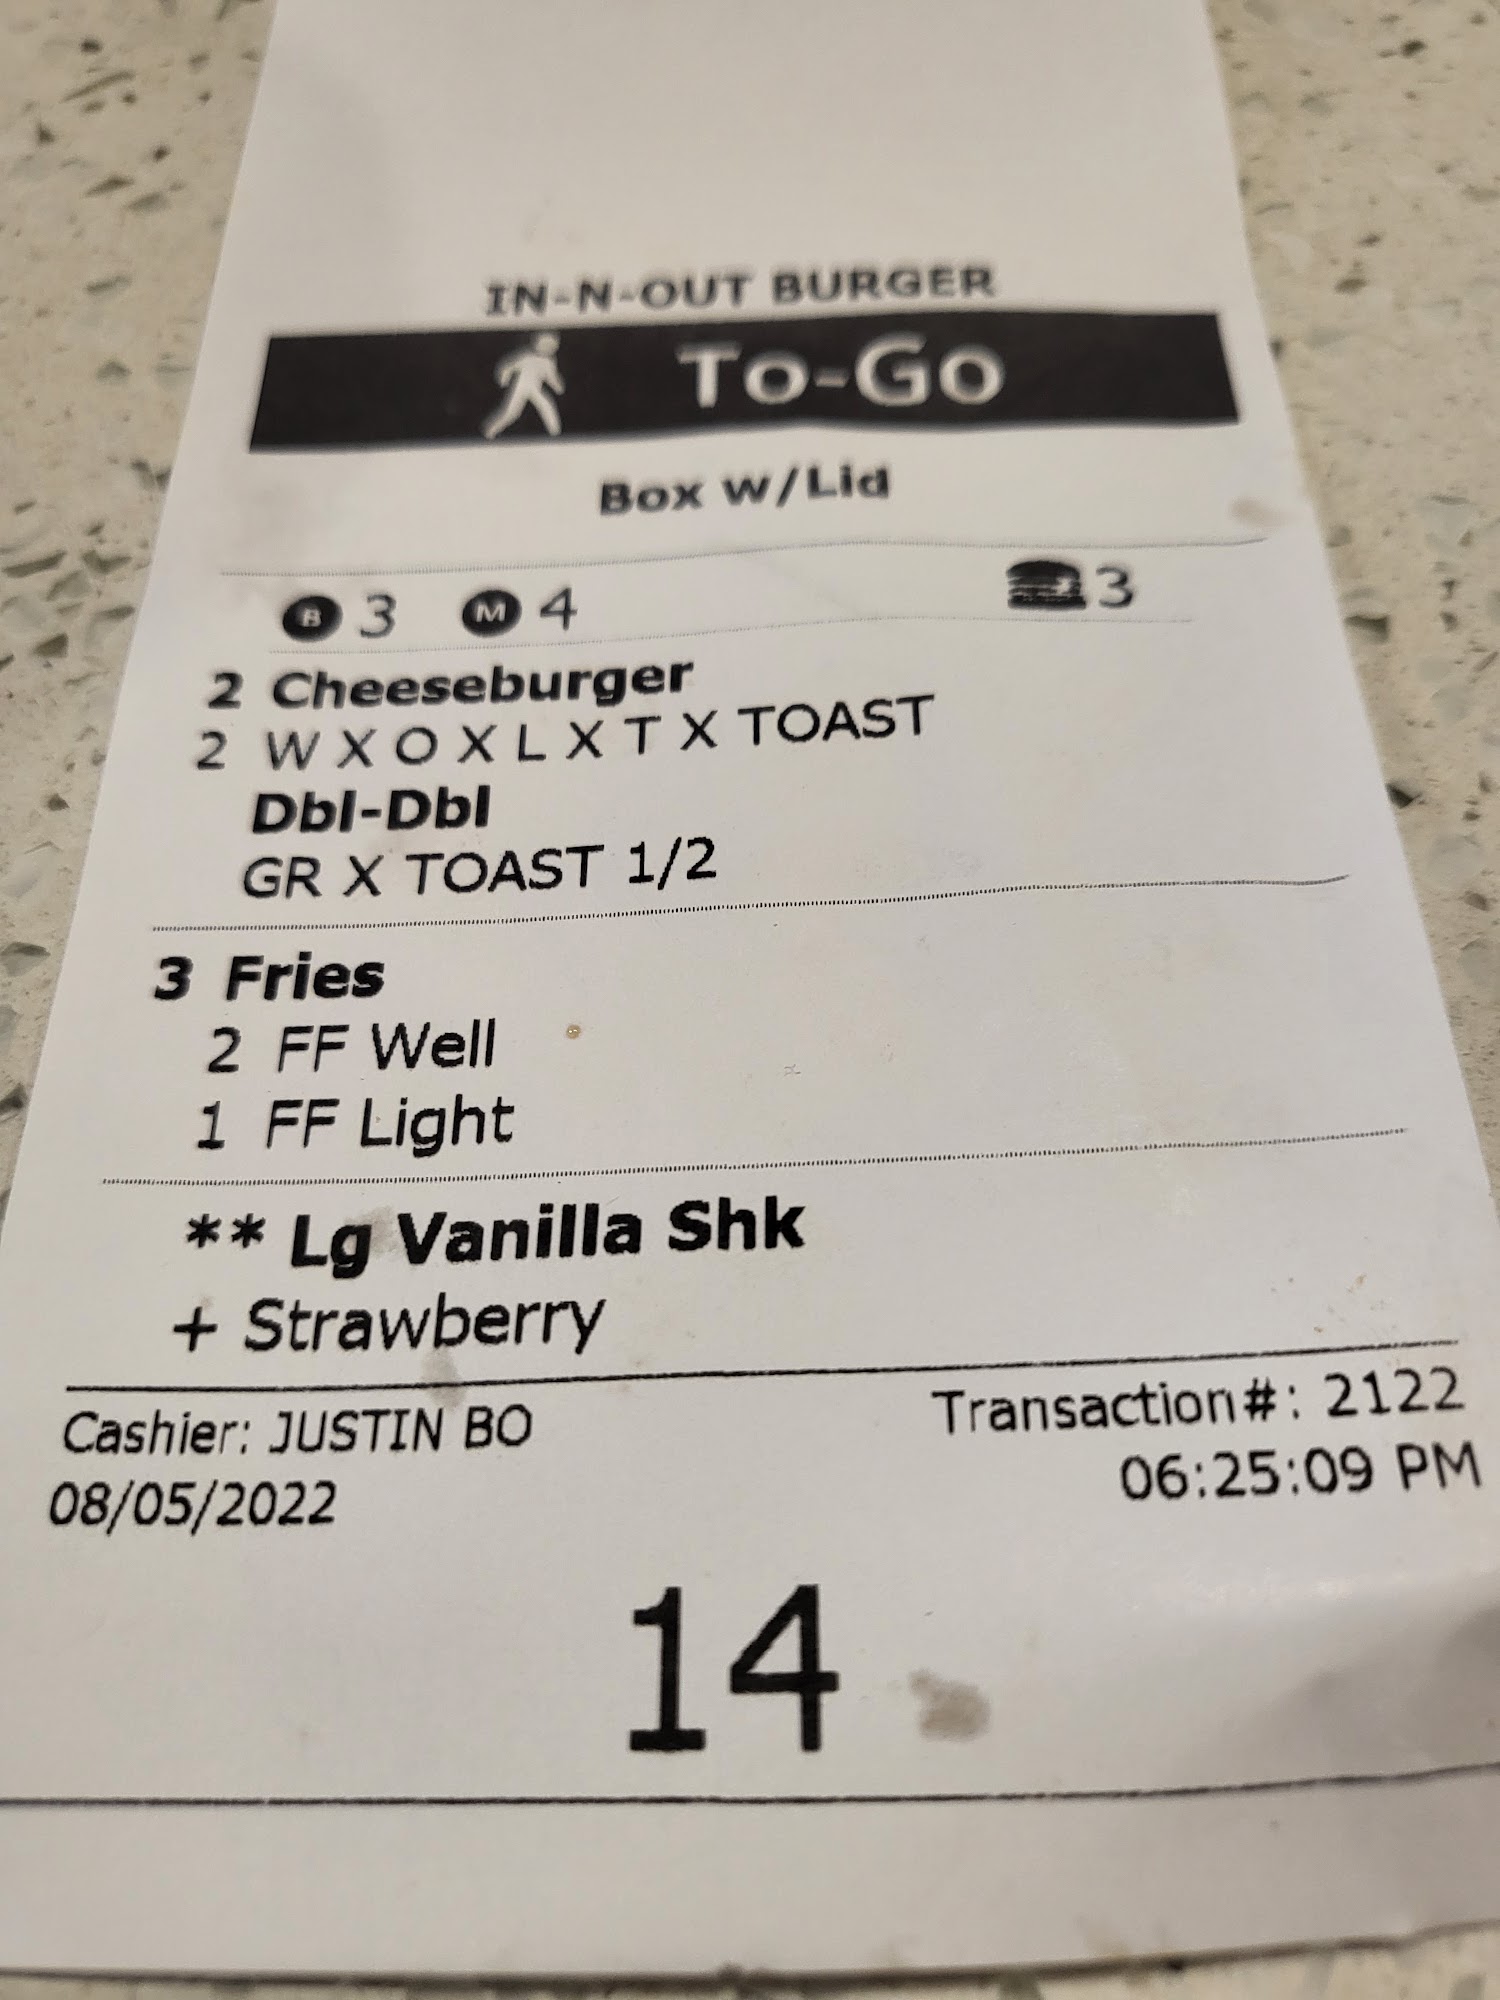 IN-N-OUT BURGER
To-Go
Box w/Lid
B 3 M 4 3
2 Cheeseburger
2 W X O X L X T X TOAST
Dbl-Dbl
GR X TOAST 1/2
3 Fries
2 FF Well
1 FF Light
** Lg Vanilla Shk
+ Strawberry
Cashier: JUSTIN BO Transaction#: 2122
08/05/2022 06:25:09 PM
14